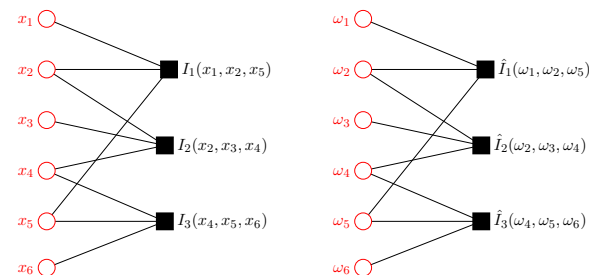 x₁ ω₁
x₂ I₁(x₁, x₂, x₅) ω₂ Î₁(ω₁, ω₂, ω₅)
x₃ ω₃
I₂(x₂, x₃, x₄) Î₂(ω₂, ω₃, ω₄)
x₄ ω₄
x₅ I₃(x₄, x₅, x₆) ω₅ Î₃(ω₄, ω₅, ω₆)
x₆ ω₆